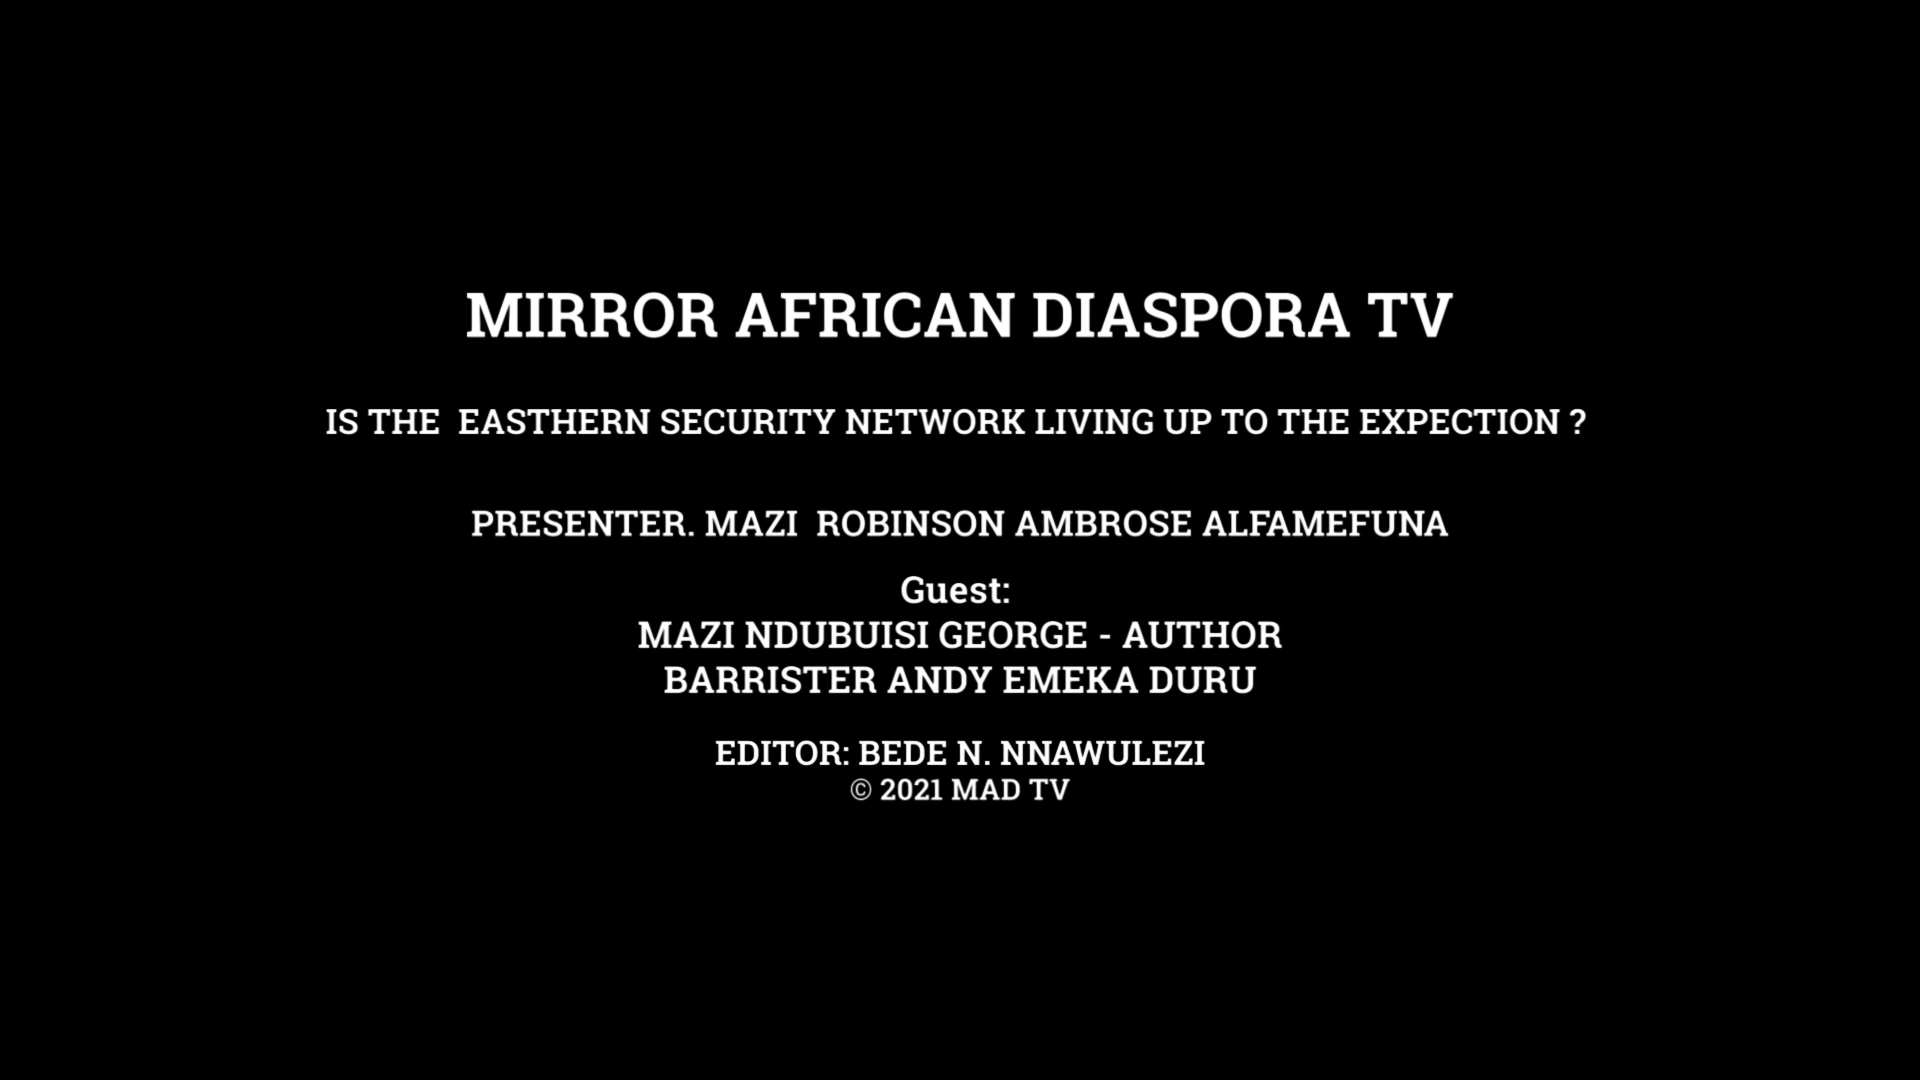 MIRROR AFRICAN DIASPORA TV
IS THE EASTHERN SECURITY NETWORK LIVING UP TO THE EXPECTION ?
PRESENTER. MAZI ROBINSON AMBROSE ALFAMEFUNA
Guest:
MAZI NDUBUISI GEORGE - AUTHOR
BARRISTER ANDY EMEKA DURU
EDITOR: BEDE N. NNAWULEZI
© 2021 MAD TV